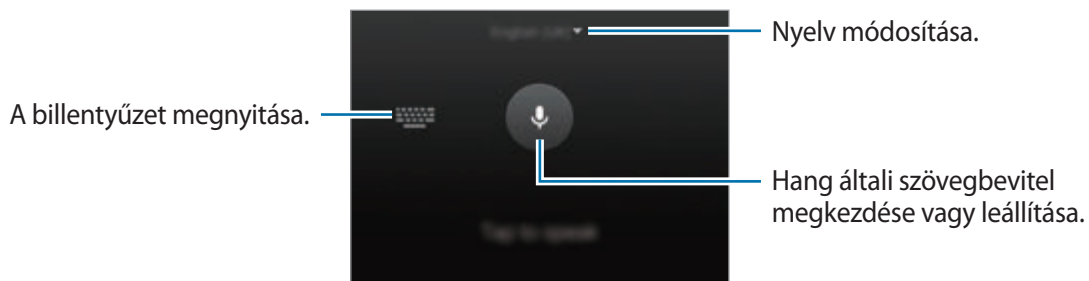 Nyelv módosítása.
A billentyűzet megnyitása.
Hang általi szövegbevitel
megkezdése vagy leállítása.
Tap to speak